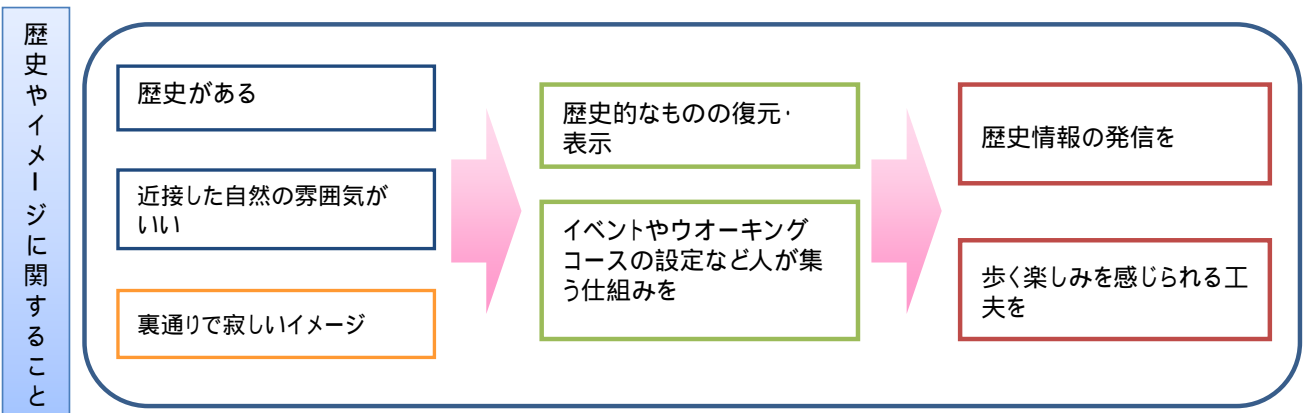 歴史やイメージに関すること
歴史がある
近接した自然の雰囲気が
いい
裏通りで寂しいイメージ
歴史的なものの復元・
表示
イベントやウオーキング
コースの設定など人が集
う仕組みを
歴史情報の発信を
歩く楽しみを感じられる工
夫を